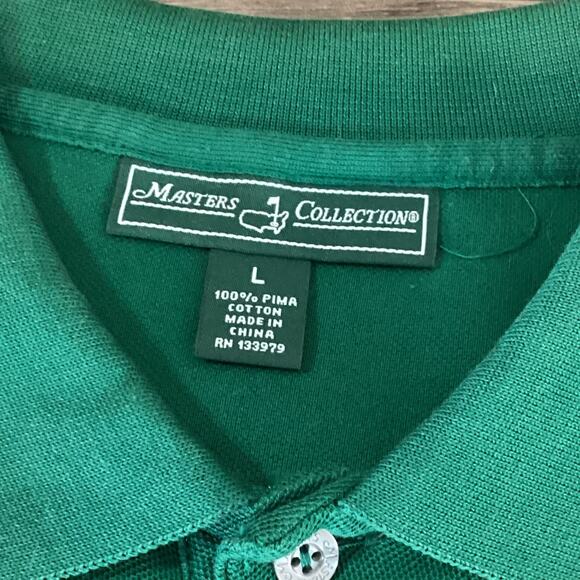 MASTERS COLLECTION®
L
100% PIMA
COTTON
MADE IN
CHINA
RN 133979